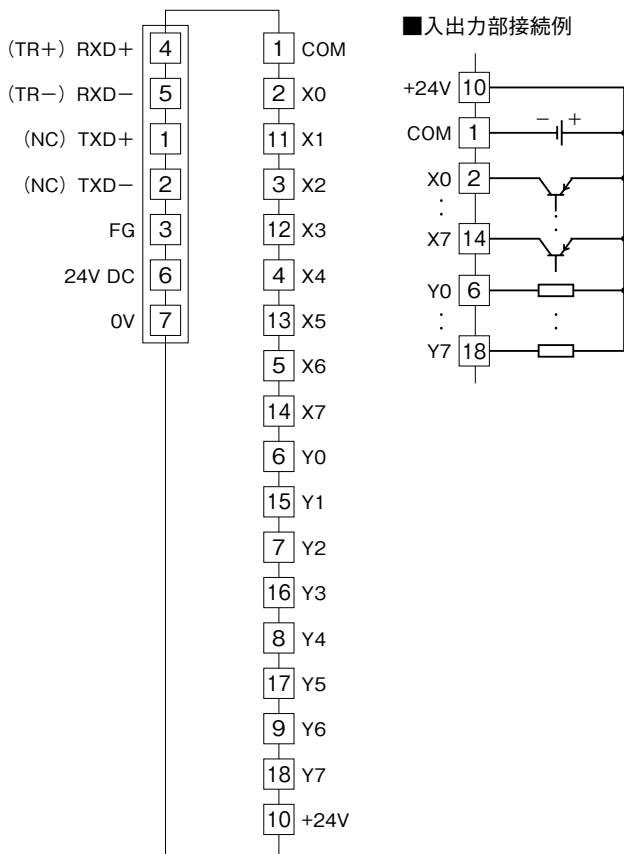 (TR+) RXD+ 4
(TR−) RXD− 5
(NC) TXD+ 1
(NC) TXD− 2
FG 3
24V DC 6
0V 7
1 COM
2 X0
11 X1
3 X2
12 X3
4 X4
13 X5
5 X6
14 X7
6 Y0
15 Y1
7 Y2
16 Y3
8 Y4
17 Y5
9 Y6
18 Y7
10 +24V
■入出力部接続例
+24V 10
COM 1 − +
X0 2
:
X7 14
Y0 6
:
Y7 18